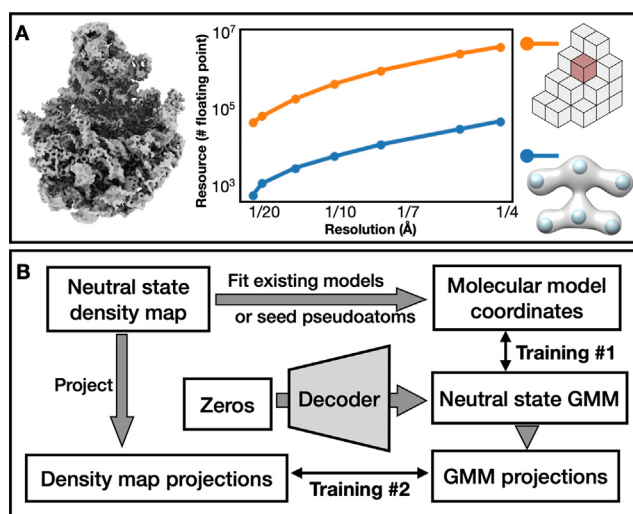 A
Resource (# floating point)
10^7
10^5
10^3
1/20
1/10
1/7
1/4
Resolution (Å)
B
Neutral state
density map
Fit existing models
or seed pseudoatoms
Molecular model
coordinates
Project
Training #1
Zeros
Decoder
Neutral state GMM
Density map projections
Training #2
GMM projections